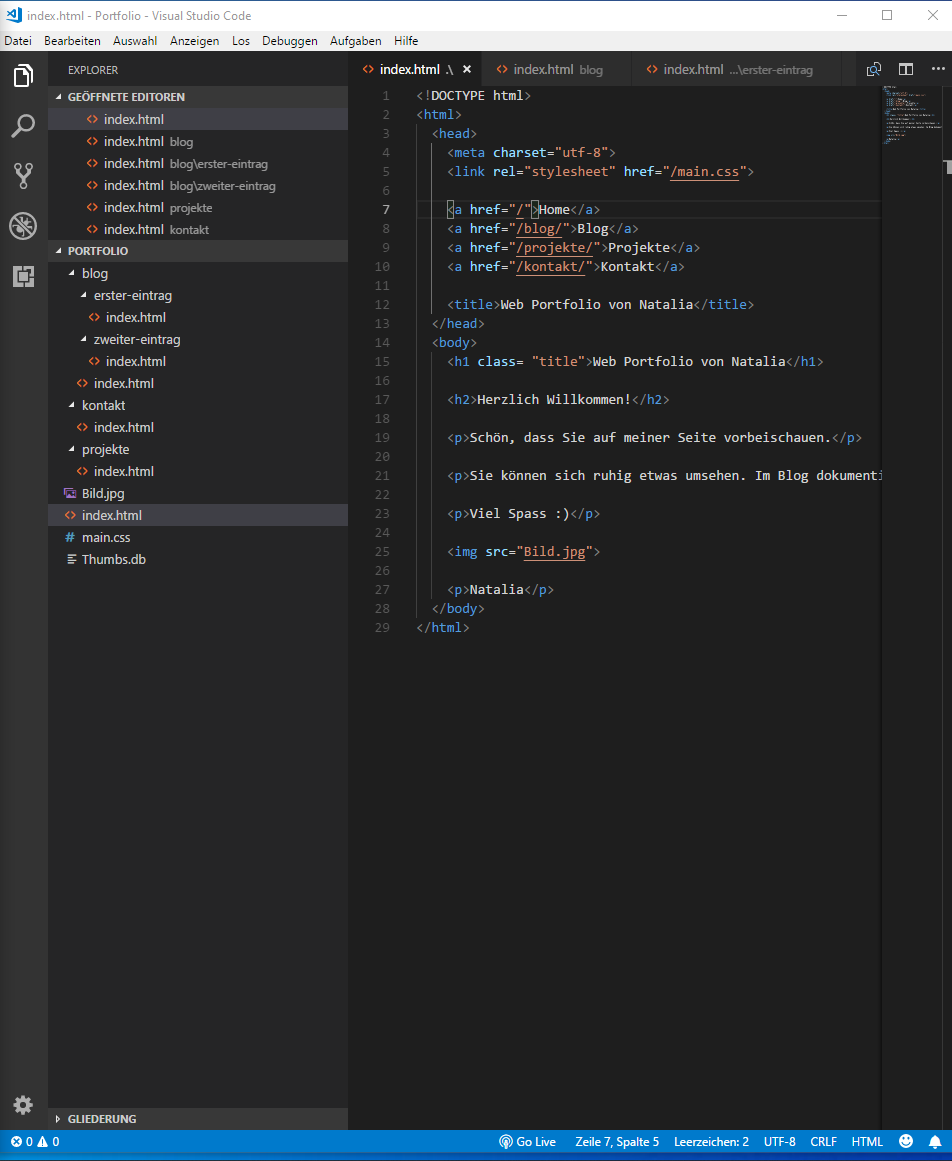 index.html - Portfolio - Visual Studio Code
Datei Bearbeiten Auswahl Anzeigen Los Debuggen Aufgaben Hilfe
EXPLORER
GEÖFFNETE EDITOREN
index.html
index.html blog
index.html blog\erster-eintrag
index.html blog\zweiter-eintrag
index.html projekte
index.html kontakt
PORTFOLIO
blog
erster-eintrag
index.html
zweiter-eintrag
index.html
index.html
kontakt
index.html
projekte
index.html
Bild.jpg
index.html
# main.css
Thumbs.db
GLIEDERUNG
index.html .\ × index.html blog index.html ...\erster-eintrag
1 <!DOCTYPE html>
2 <html>
3 <head>
4 <meta charset="utf-8">
5 <link rel="stylesheet" href="/main.css">
6
7 <a href="/">Home</a>
8 <a href="/blog/">Blog</a>
9 <a href="/projekte/">Projekte</a>
10 <a href="/kontakt/">Kontakt</a>
11
12 <title>Web Portfolio von Natalia</title>
13 </head>
14 <body>
15 <h1 class= "title">Web Portfolio von Natalia</h1>
16
17 <h2>Herzlich Willkommen!</h2>
18
19 <p>Schön, dass Sie auf meiner Seite vorbeischauen.</p>
20
21 <p>Sie können sich ruhig etwas umsehen. Im Blog dokumenti
22
23 <p>Viel Spass :)</p>
24
25 <img src="Bild.jpg">
26
27 <p>Natalia</p>
28 </body>
29 </html>
0 0 Go Live Zeile 7, Spalte 5 Leerzeichen: 2 UTF-8 CRLF HTML